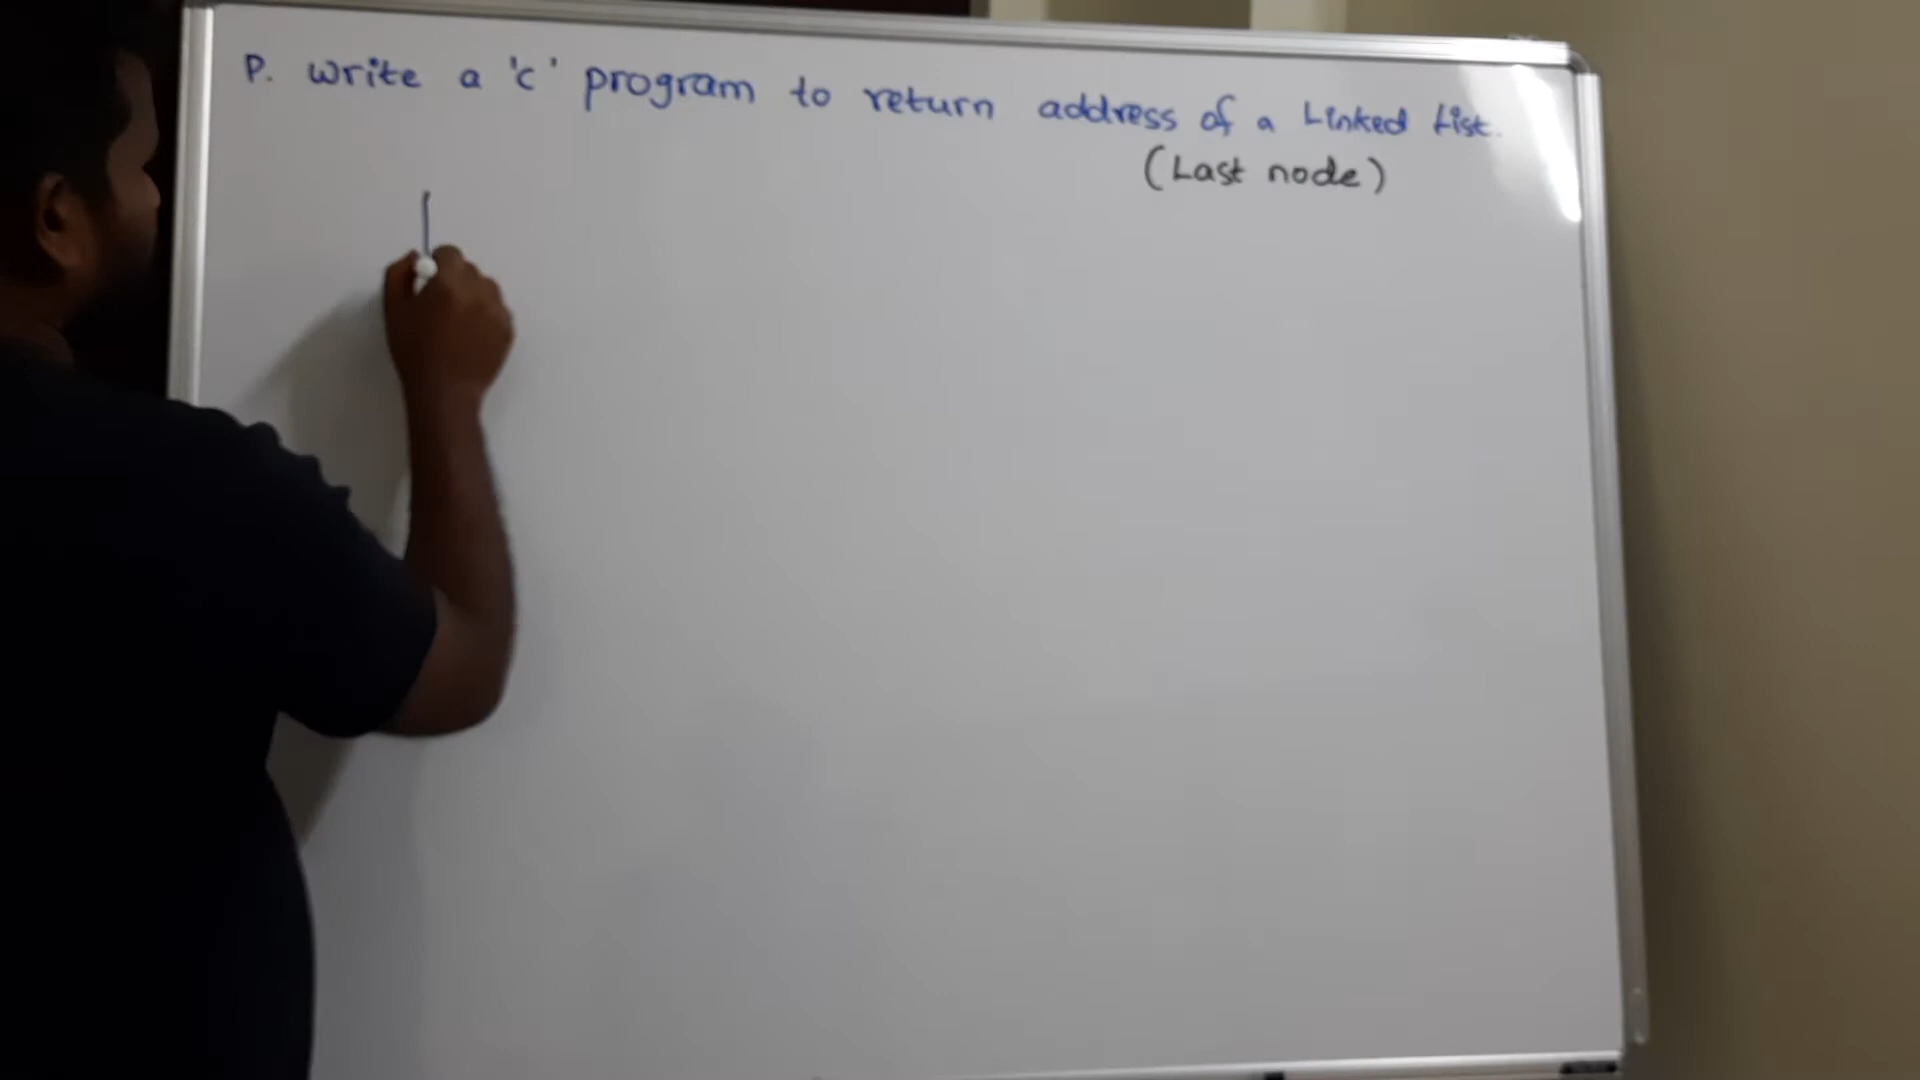 P. Write a 'c' program to return address of a Linked List.
(Last node)